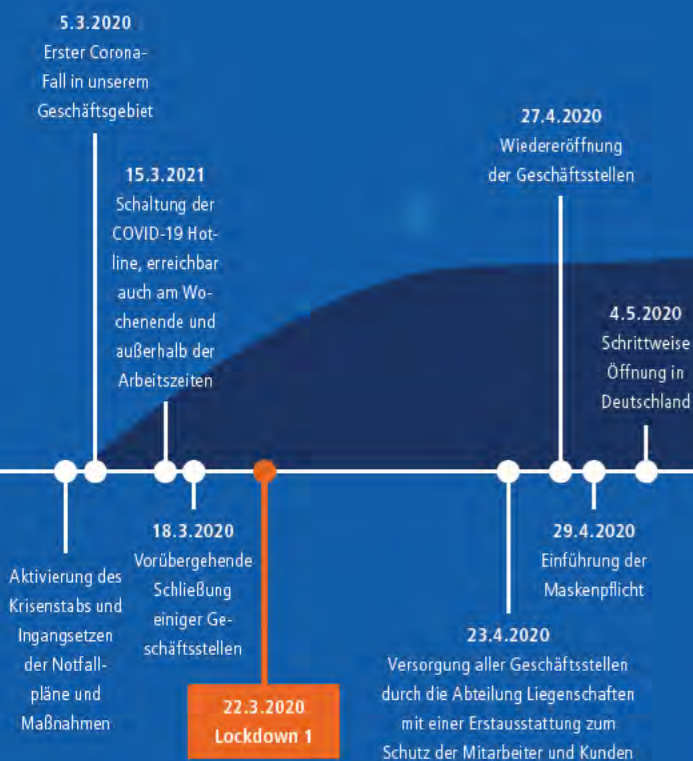 5.3.2020
Erster Corona-
Fall in unserem
Geschäftsgebiet
15.3.2021
Schaltung der
COVID-19 Hot-
line, erreichbar
auch am Wo-
chenende und
außerhalb der
Arbeitszeiten
27.4.2020
Wiedereröffnung
der Geschäftsstellen
4.5.2020
Schrittweise
Öffnung in
Deutschland
Aktivierung des
Krisenstabs und
Ingangsetzen
der Notfall-
pläne und
Maßnahmen
18.3.2020
Vorübergehende
Schließung
einiger Ge-
schäftsstellen
22.3.2020
Lockdown 1
23.4.2020
Versorgung aller Geschäftsstellen
durch die Abteilung Liegenschaften
mit einer Erstausstattung zum
Schutz der Mitarbeiter und Kunden
29.4.2020
Einführung der
Maskenpflicht